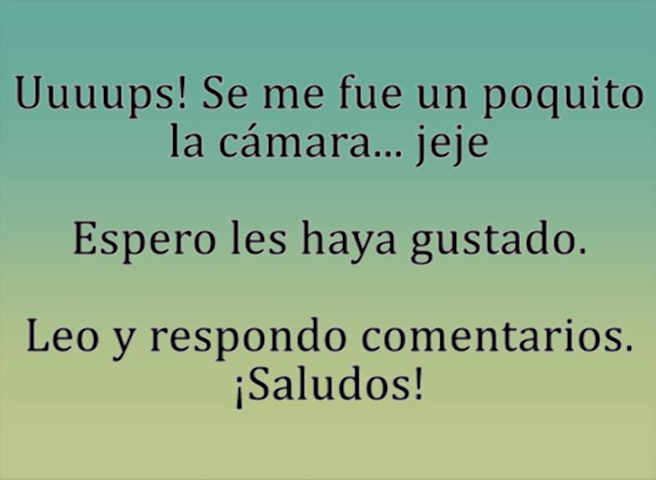 Uuuups! Se me fue un poquito
la cámara... jeje
Espero les haya gustado.
Leo y respondo comentarios.
¡Saludos!